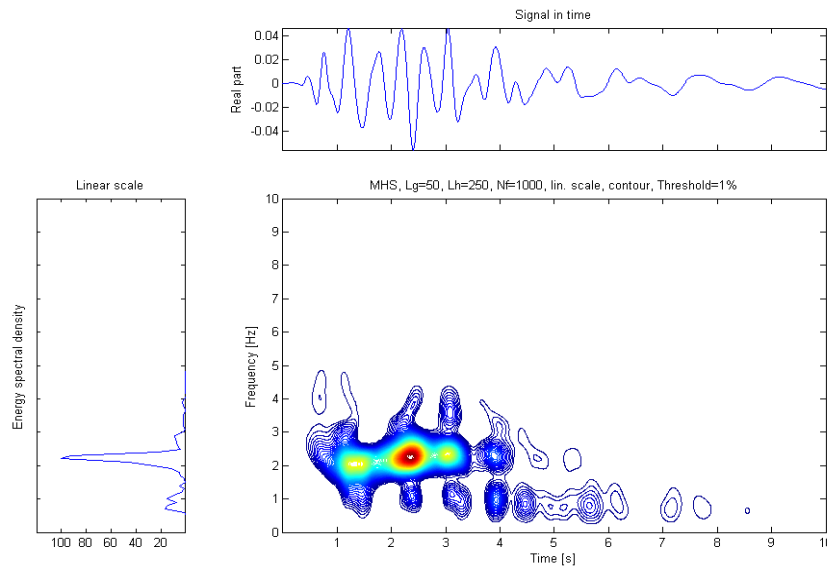 Signal in time
Real part
0.04
0.02
0
-0.02
-0.04
Linear scale
Energy spectral density
100 80 60 40 20
MHS, Lg=50, Lh=250, Nf=1000, lin. scale, contour, Threshold=1%
Frequency [Hz]
10
9
8
7
6
5
4
3
2
1
0
1 2 3 4 5 6 7 8 9 10
Time [s]